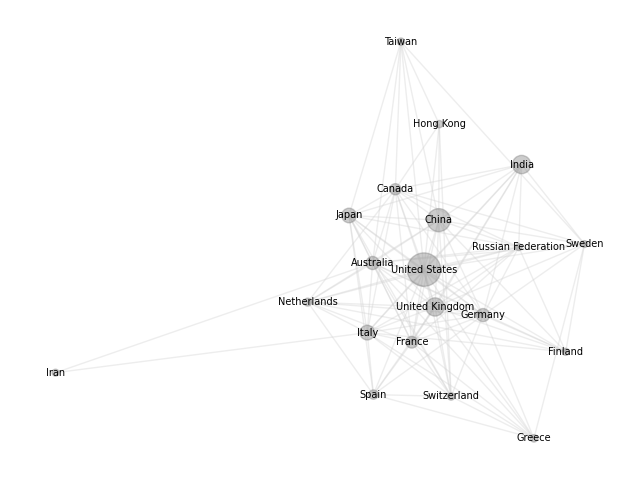 Taiwan
Hong Kong
India
Canada
Japan
China
Russian Federation
Sweden
Australia
United States
Netherlands
United Kingdom
Germany
Italy
France
Finland
Iran
Spain
Switzerland
Greece